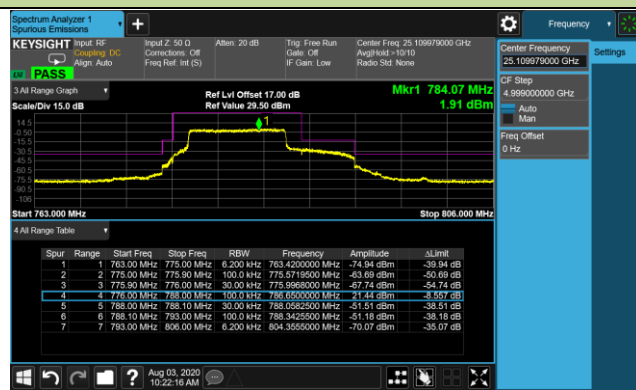 Spectrum Analyzer 1
Spurious Emissions
+
Frequency
KEYSIGHT Input: RF
Coupling: DC
Align: Auto
Input Z: 50 Ω
Corrections: Off
Freq Ref: Int (S)
Atten: 20 dB
Trig: Free Run
Gate: Off
IF Gain: Low
Center Freq: 25.109979000 GHz
Avg|Hold:>10/10
Radio Std: None
PASS
Center Frequency
25.109979000 GHz
Settings
CF Step
4.999000000 GHz
Auto
Man
Freq Offset
0 Hz
3 All Range Graph
Scale/Div 15.0 dB
Ref Lvl Offset 17.00 dB
Ref Value 29.50 dBm
Mkr1 784.07 MHz
1.91 dBm
14.5
-0.50
-15.5
-30.5
-45.5
-60.5
-75.5
-90.5
-106
1
Start 763.000 MHz
Stop 806.000 MHz
4 All Range Table
Spur Range Start Freq Stop Freq RBW Frequency Amplitude ΔLimit
1 1 763.00 MHz 775.00 MHz 6.200 kHz 763.4200000 MHz -74.94 dBm -39.94 dB
2 2 775.00 MHz 775.90 MHz 100.0 kHz 775.5719500 MHz -63.69 dBm -50.69 dB
3 3 775.90 MHz 776.00 MHz 30.00 kHz 775.9968000 MHz -67.74 dBm -54.74 dB
4 4 776.00 MHz 788.00 MHz 100.0 kHz 786.6500000 MHz 21.44 dBm -8.557 dB
5 5 788.00 MHz 788.10 MHz 30.00 kHz 788.0582500 MHz -51.51 dBm -38.51 dB
6 6 788.10 MHz 793.00 MHz 100.0 kHz 788.3425500 MHz -51.18 dBm -38.18 dB
7 7 793.00 MHz 806.00 MHz 6.200 kHz 804.3555000 MHz -70.07 dBm -35.07 dB
?
Aug 03, 2020
10:22:16 AM